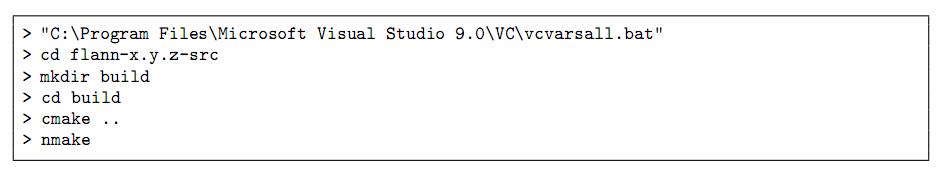 > "C:\Program Files\Microsoft Visual Studio 9.0\VC\vcvarsall.bat"
> cd flann-x.y.z-src
> mkdir build
> cd build
> cmake ..
> nmake